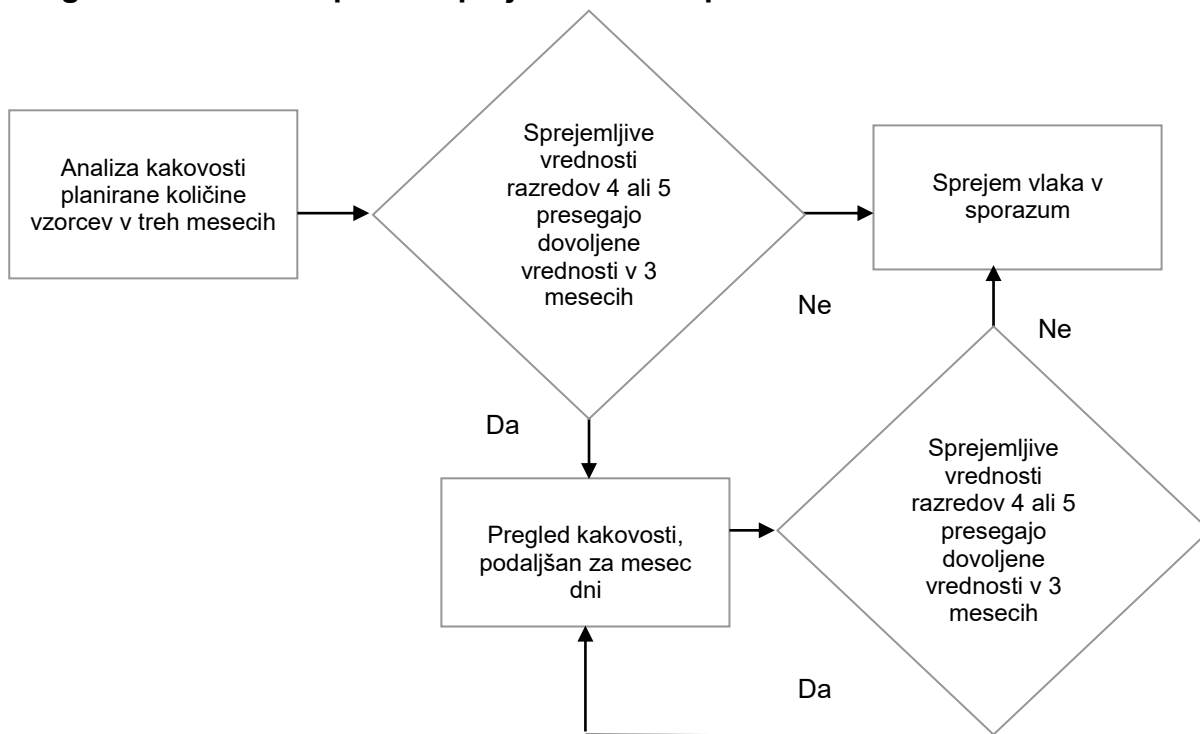 Analiza kakovosti
planirane količine
vzorcev v treh mesecih
Sprejemljive
vrednosti
razredov 4 ali 5
presegajo
dovoljene
vrednosti v 3
mesecih
Sprejem vlaka v
sporazum
Ne
Ne
Da
Pregled kakovosti,
podaljšan za mesec
dni
Sprejemljive
vrednosti
razredov 4 ali 5
presegajo
dovoljene
vrednosti v 3
mesecih
Da